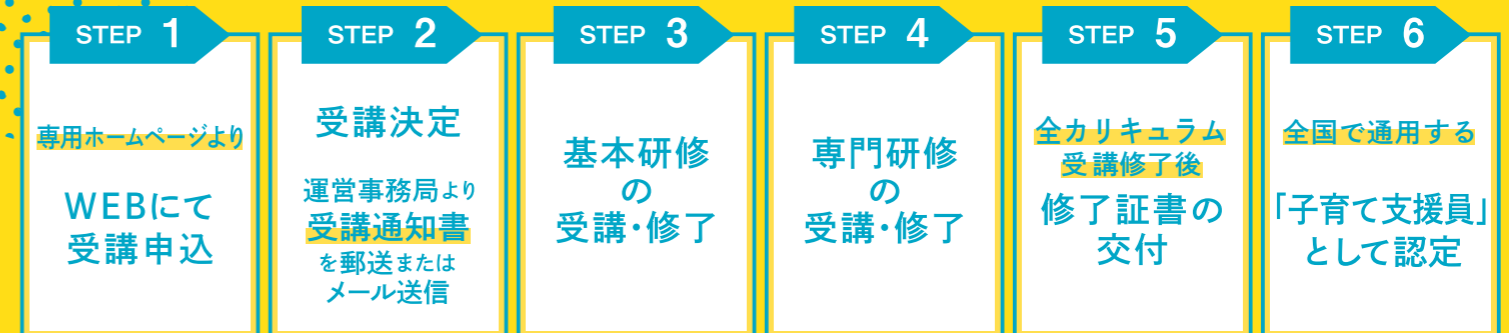 STEP 1
専用ホームページより
WEBにて
受講申込
STEP 2
受講決定
運営事務局より
受講通知書
を郵送または
メール送信
STEP 3
基本研修
の
受講・修了
STEP 4
専門研修
の
受講・修了
STEP 5
全カリキュラム
受講修了後
修了証書の
交付
STEP 6
全国で通用する
「子育て支援員」
として認定